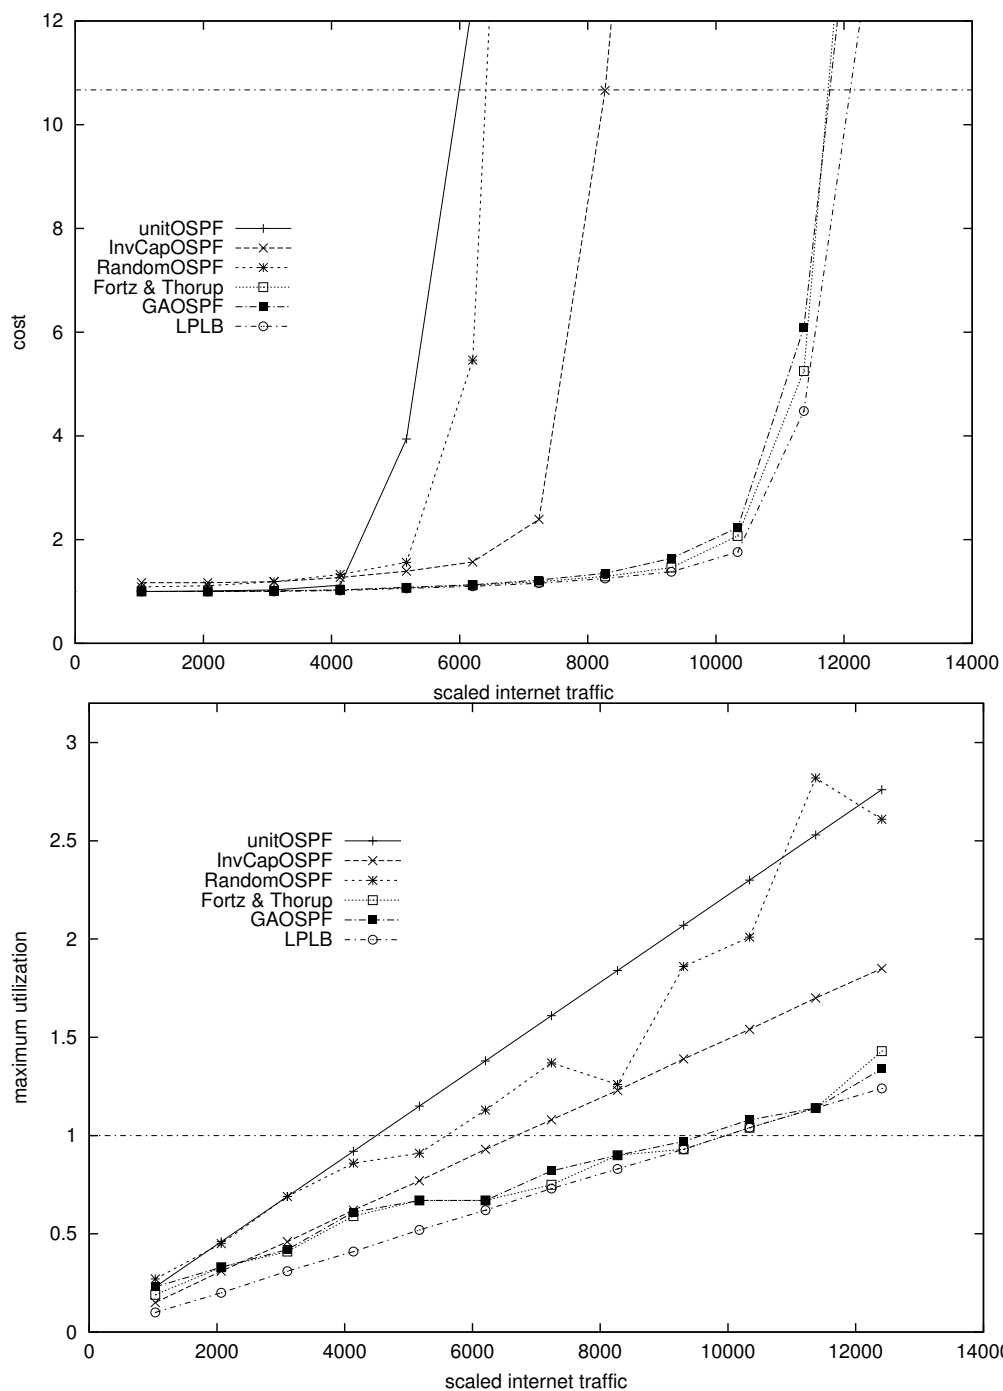 12
10
8
6
4
2
0
cost
unitOSPF
InvCapOSPF
RandomOSPF
Fortz & Thorup
GAOSPF
LPLB
0 2000 4000 6000 8000 10000 12000 14000
scaled internet traffic
3
2.5
2
1.5
1
0.5
0
maximum utilization
unitOSPF
InvCapOSPF
RandomOSPF
Fortz & Thorup
GAOSPF
LPLB
0 2000 4000 6000 8000 10000 12000 1400
scaled internet traffic